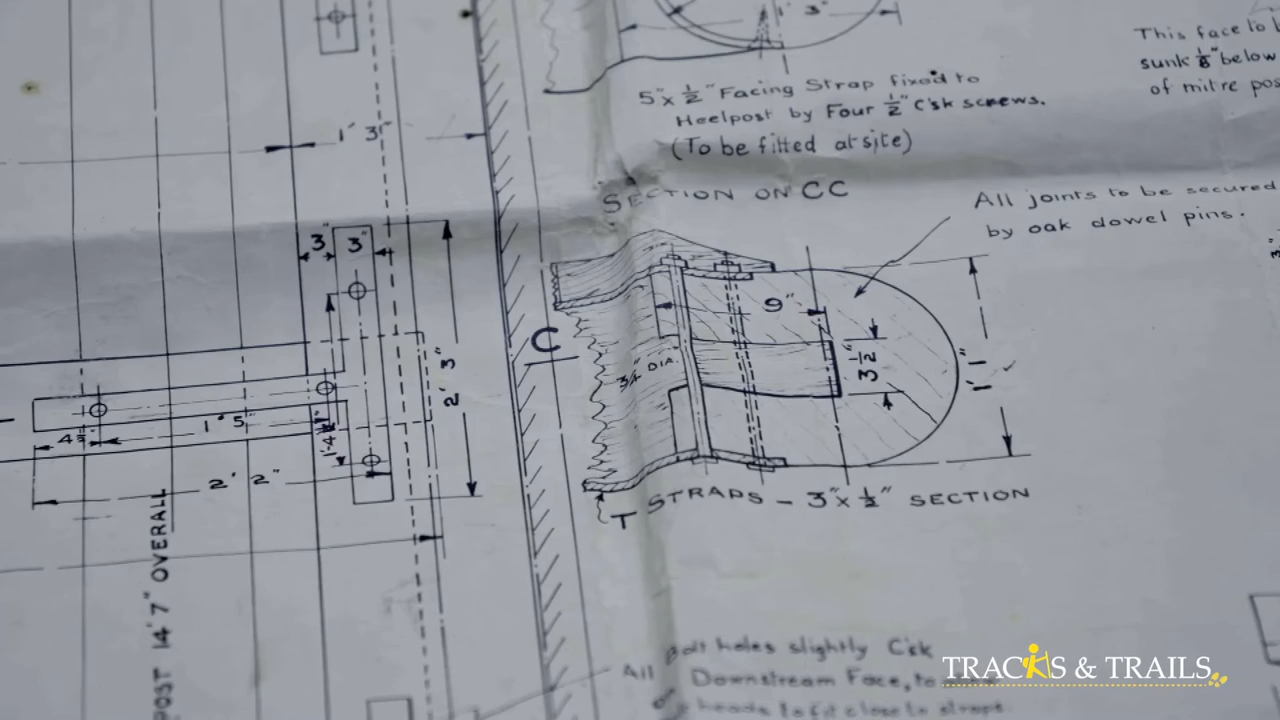 1' 3"
5" x 1/2" Facing Strap fixed to
Heelpost by Four 1/2" C'sk screws.
(To be fitted at site)
This face to
sunk 1/8" below
of mitre
SECTION ON CC
All joints to be secured
by oak dowel pins.
1' 3"
3" 3"
2' 3"
4 1/2"
1' 5"
1'4"
2' 2"
POST 14' 7" OVERALL
C
9"
3/4" DIA.
3 1/2"
1' 1"
T STRAPS - 3" x 1/2" SECTION
holes slightly C'sk
All
Downstream Face, to
heads to fit close to straps.
TRACKS & TRAILS